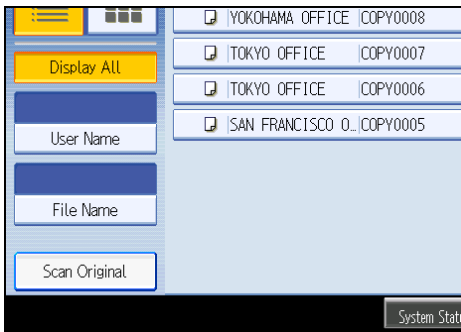 YOKOHAMA OFFICE COPY0008
TOKYO OFFICE COPY0007
Display All
TOKYO OFFICE COPY0006
SAN FRANCISCO O... COPY0005
User Name
File Name
Scan Original
System Statu